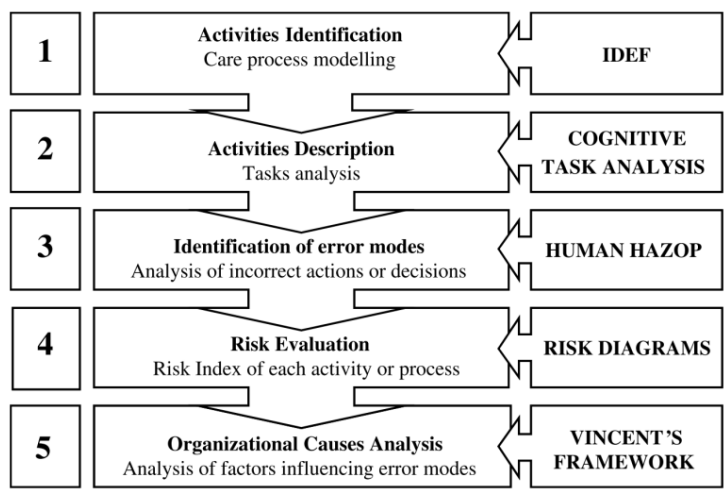 1
Activities Identification
Care process modelling
IDEF
2
Activities Description
Tasks analysis
COGNITIVE
TASK ANALYSIS
3
Identification of error modes
Analysis of incorrect actions or decisions
HUMAN HAZOP
4
Risk Evaluation
Risk Index of each activity or process
RISK DIAGRAMS
5
Organizational Causes Analysis
Analysis of factors influencing error modes
VINCENT'S
FRAMEWORK